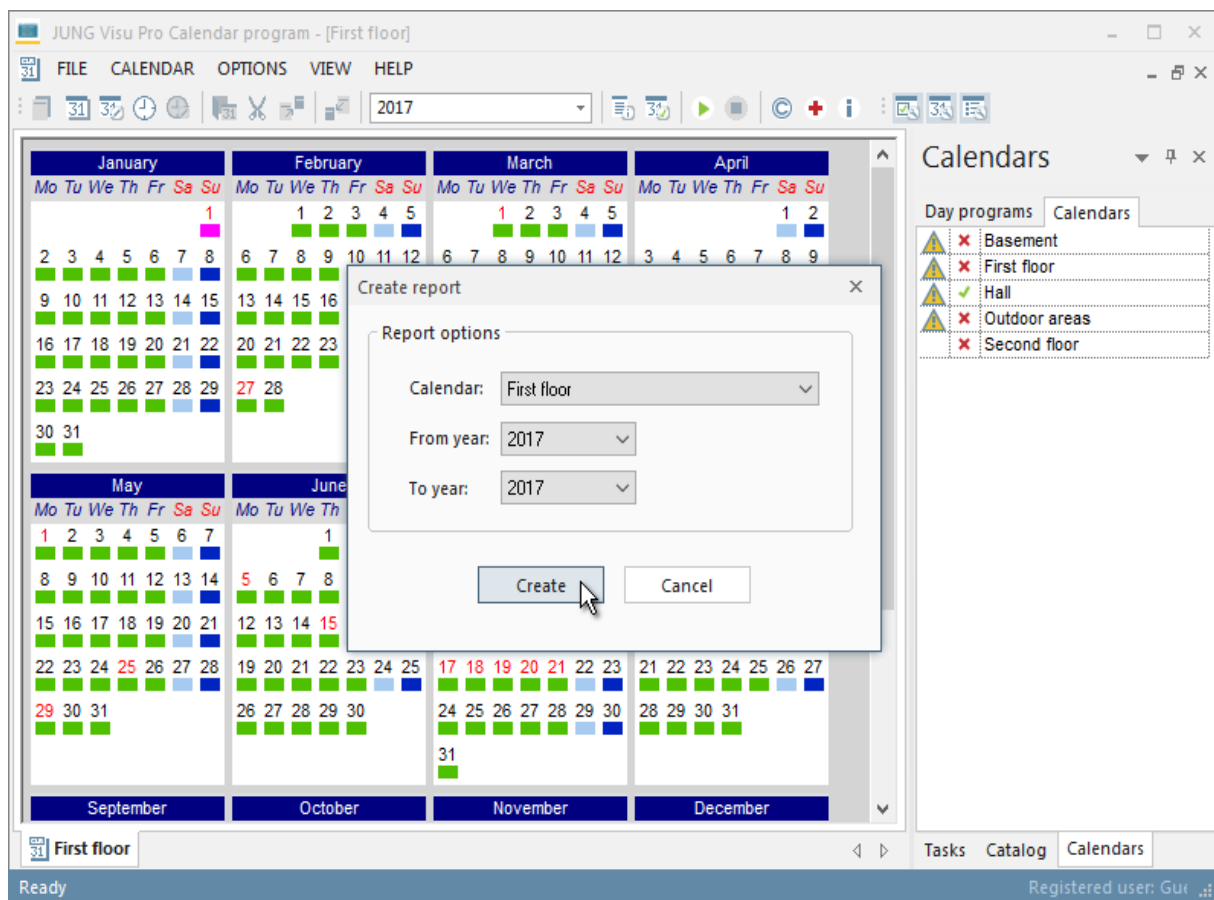 JUNG Visu Pro Calendar program - [First floor]
FILE CALENDAR OPTIONS VIEW HELP
2017
Calendars
Day programs Calendars
Basement
First floor
Hall
Outdoor areas
Second floor
January February March April
Mo Tu We Th Fr Sa Su Mo Tu We Th Fr Sa Su Mo Tu We Th Fr Sa Su Mo Tu We Th Fr Sa Su
1 1 2 3 4 5 1 2 3 4 5 1 2
2 3 4 5 6 7 8 6 7 8 9 10 11 12 6 7 8 9 10 11 12 3 4 5 6 7 8 9
9 10 11 12 13 14 15 13 14 15 16
16 17 18 19 20 21 22 20 21 22 23
23 24 25 26 27 28 29 27 28
30 31
May June
Mo Tu We Th Fr Sa Su Mo Tu We Th
1 2 3 4 5 6 7 1
8 9 10 11 12 13 14 5 6 7 8
15 16 17 18 19 20 21 12 13 14 15
22 23 24 25 26 27 28 19 20 21 22 23 24 25 17 18 19 20 21 22 23 21 22 23 24 25 26 27
29 30 31 26 27 28 29 30 24 25 26 27 28 29 30 28 29 30 31
31
September October November December
Create report
Report options
Calendar: First floor
From year: 2017
To year: 2017
Create Cancel
First floor
Tasks Catalog Calendars
Ready Registered user: